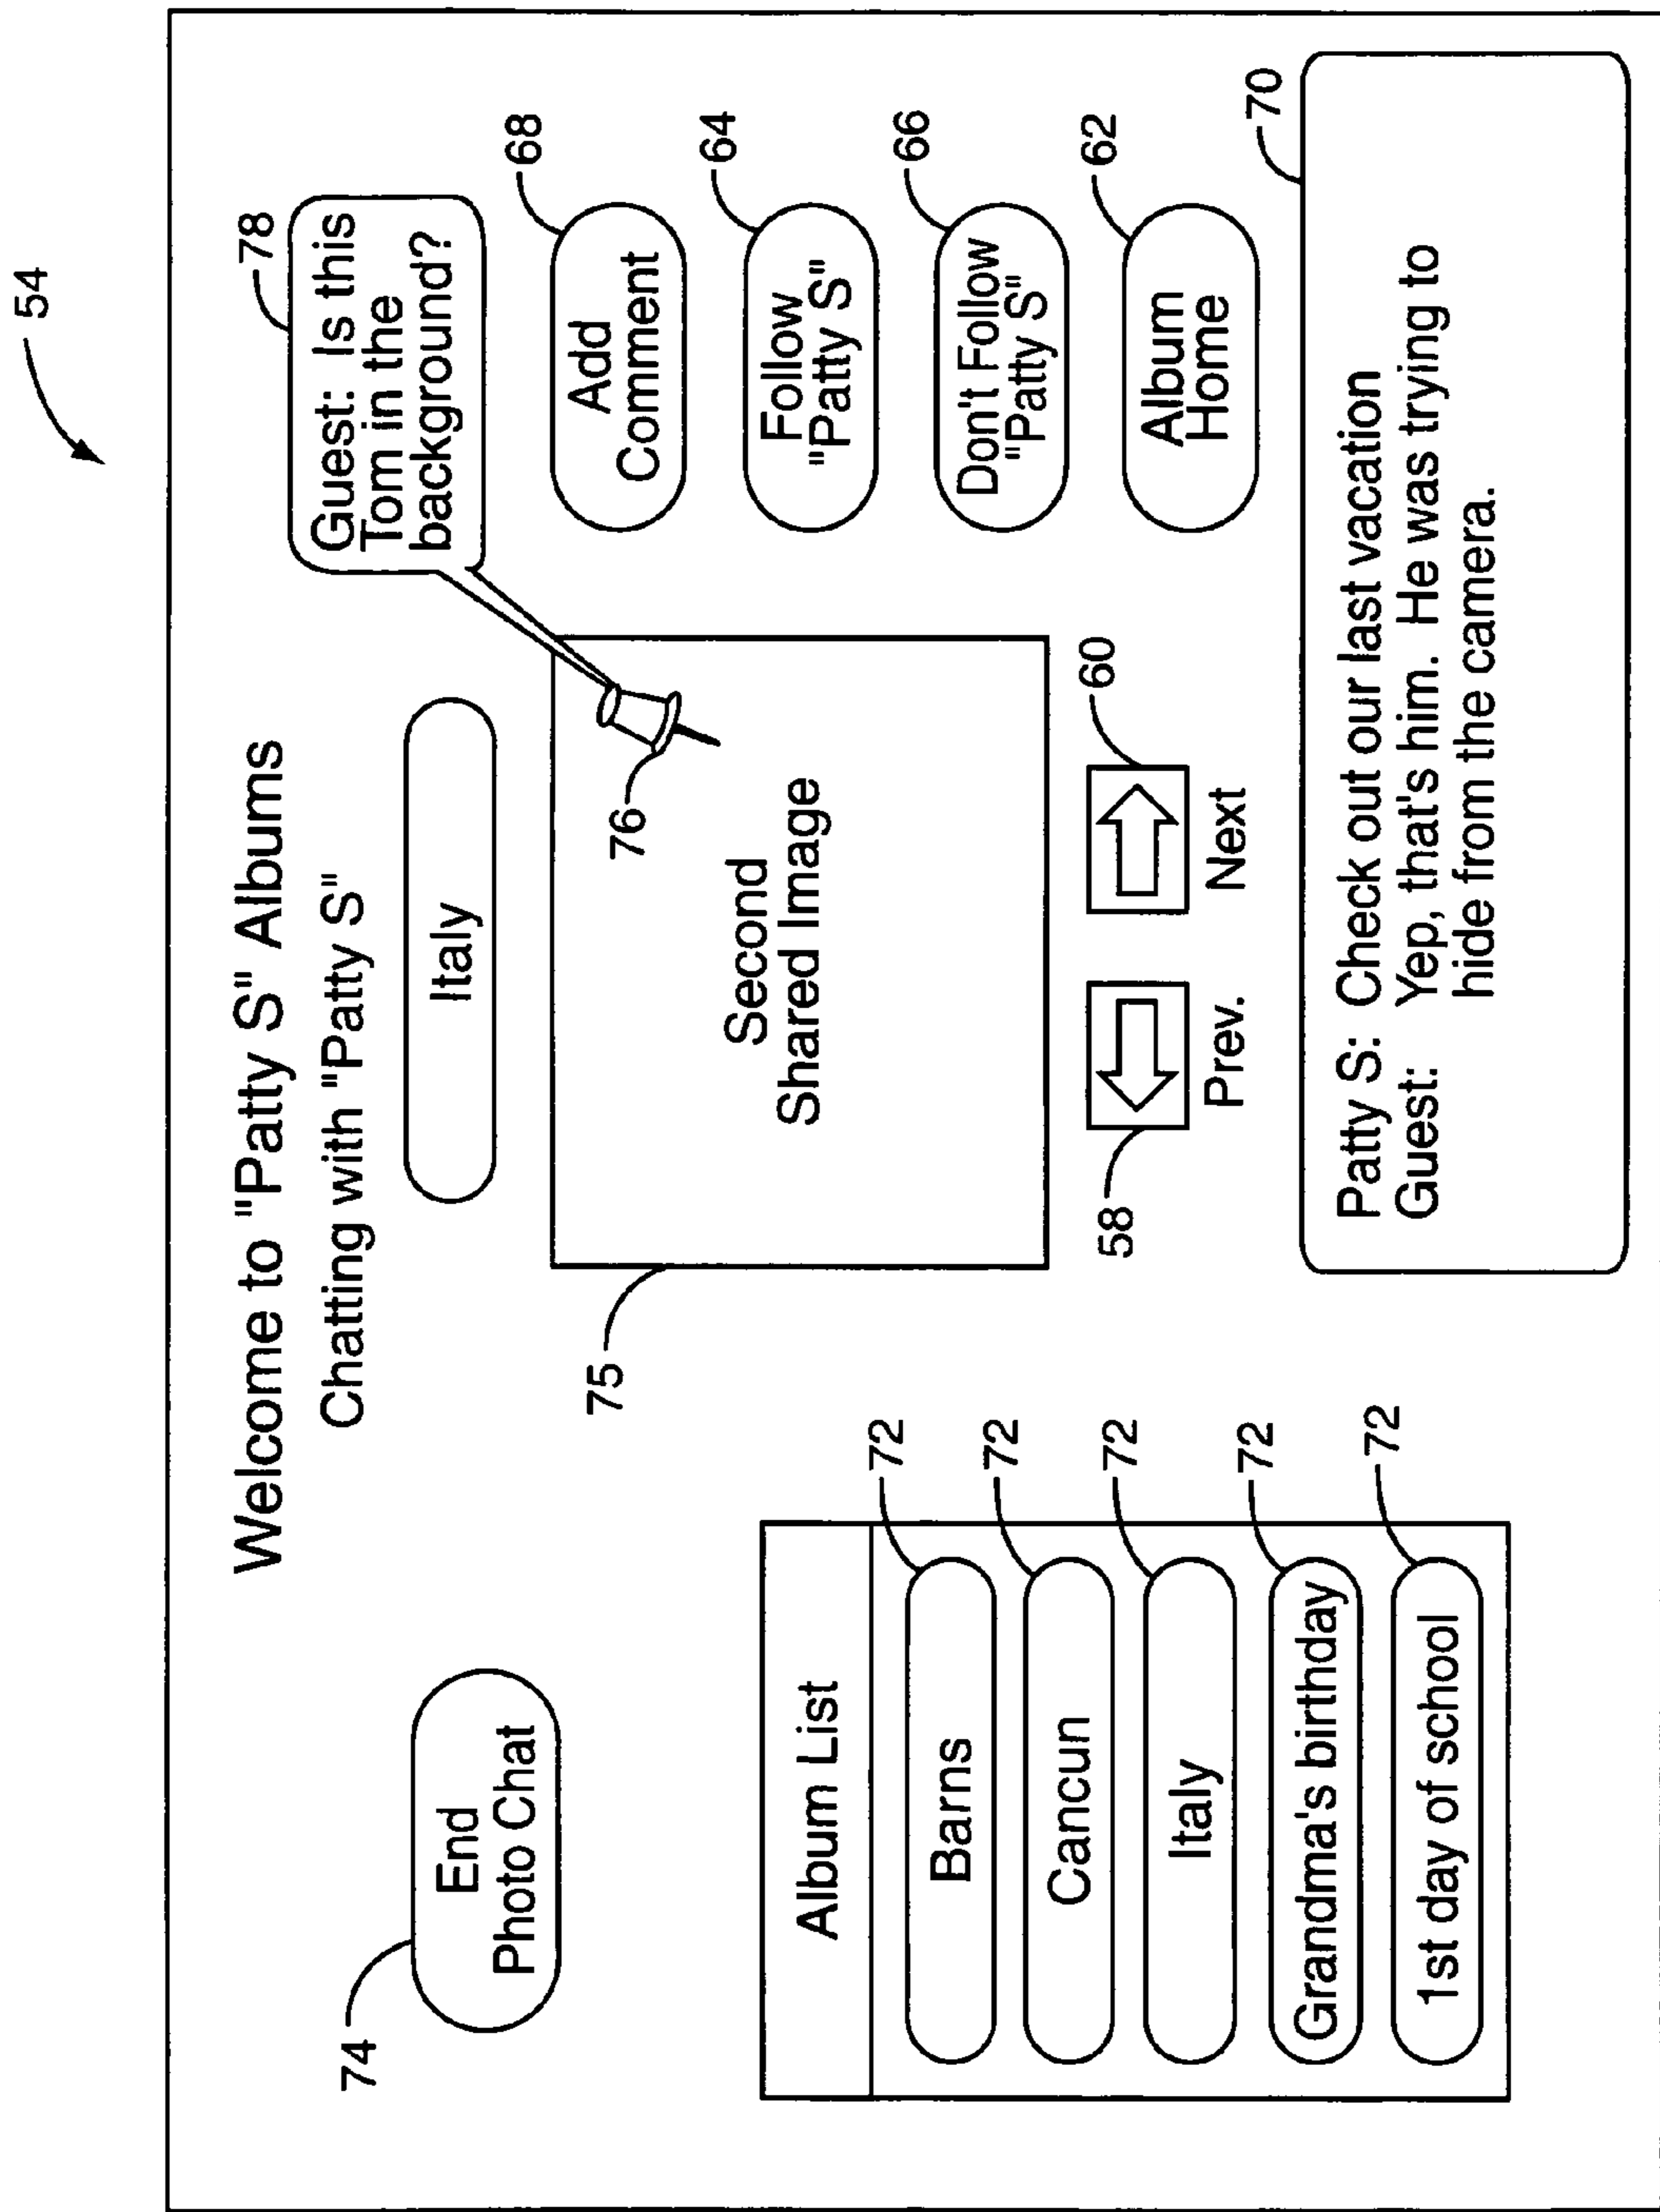 54
Welcome to "Patty S" Albums
Chatting with "Patty S"
74
End
Photo Chat
Italy
78
Guest: Is this
Tom in the
background?
75
Second
Shared Image
76
68
Add
Comment
64
Follow
"Patty S"
66
Don't Follow
"Patty S"
62
Album
Home
Album List
Barns
72
Cancun
72
Italy
72
Grandma's birthday
72
1st day of school
72
58
Prev.
60
Next
70
Patty S: Check out our last vacation
Guest: Yep, that's him. He was trying to
hide from the camera.